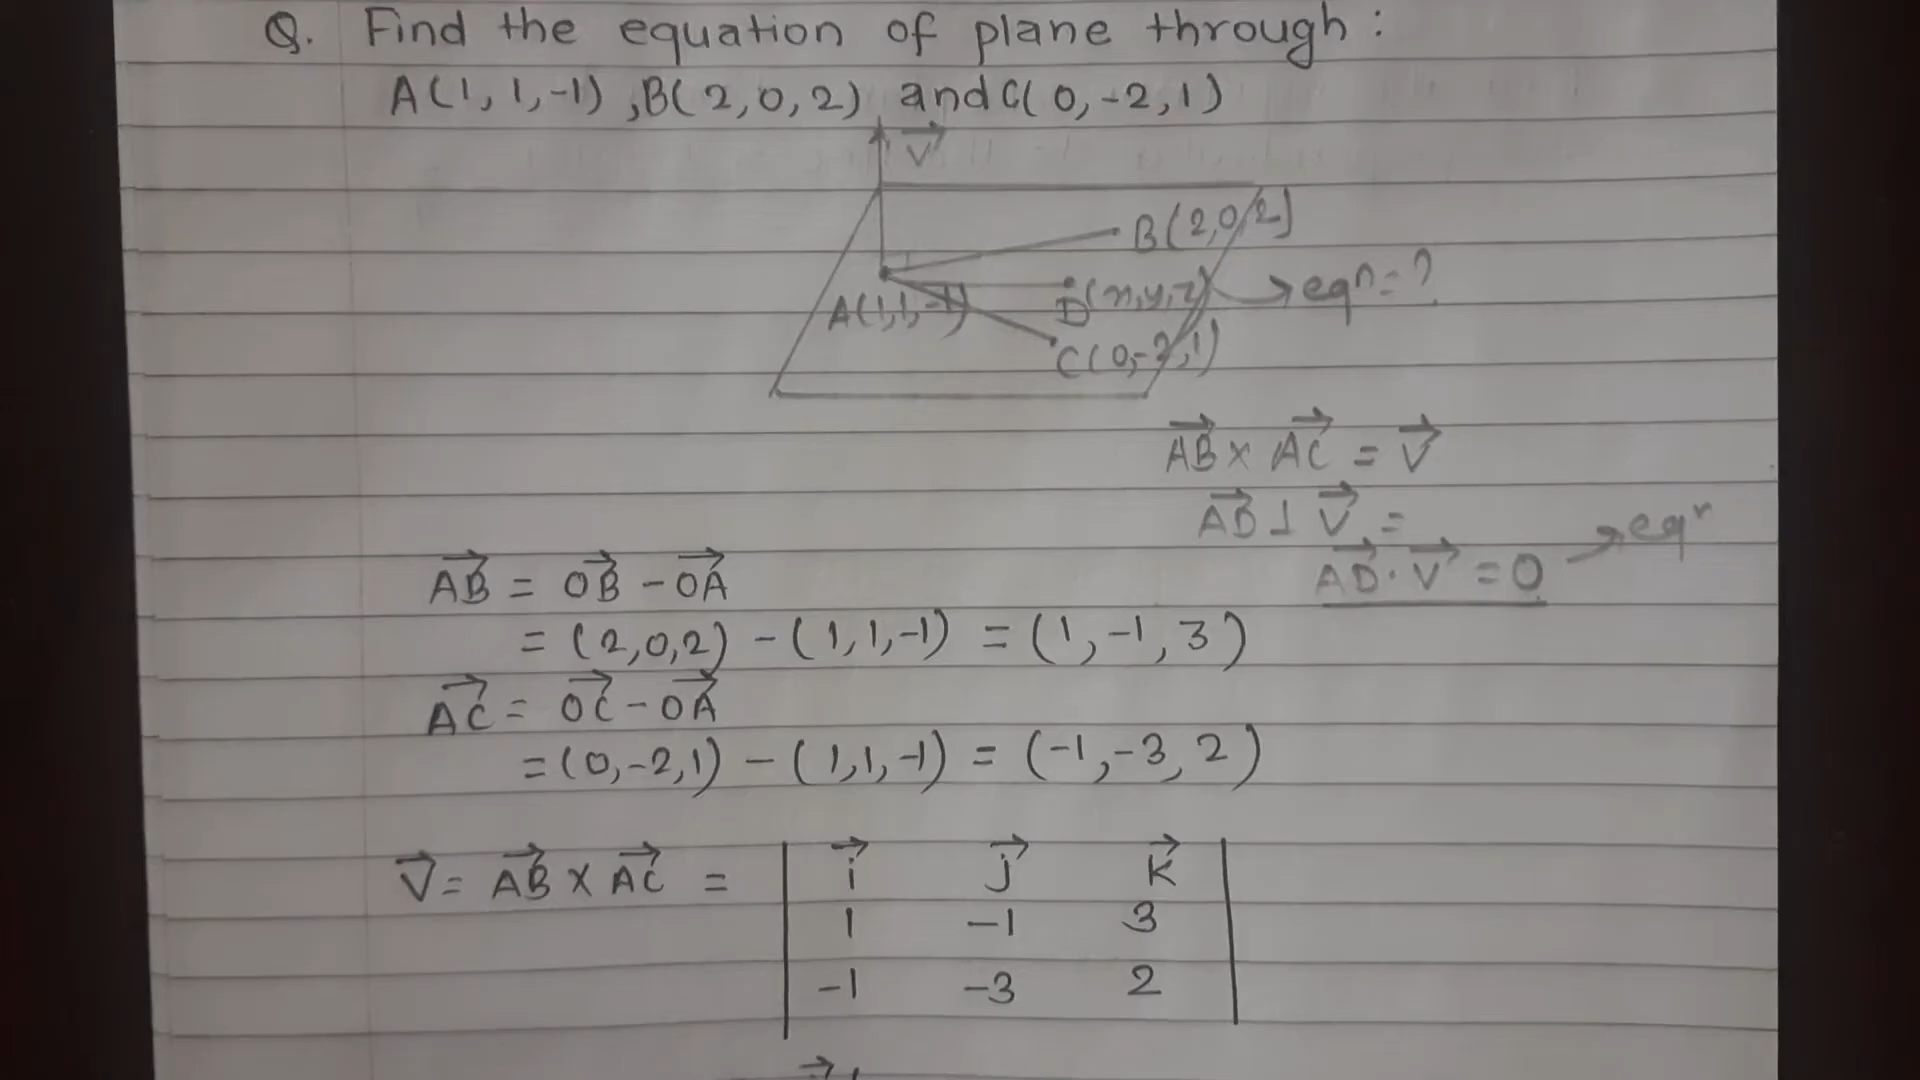 Q. Find the equation of plane through :
A(1, 1, -1) , B(2, 0, 2) and C(0, -2, 1)
V⃗
B(2,0,2)
A(1,1,-1) D(x,y,z) → eqⁿ = ?
C(0,-2,1)
AB⃗ × AC⃗ = V⃗
AD⃗ ⊥ V⃗ =
AD⃗ · V⃗ = 0 → eqⁿ
AB⃗ = OB⃗ - OA⃗
= (2,0,2) - (1,1,-1) = (1,-1,3)
AC⃗ = OC⃗ - OA⃗
= (0,-2,1) - (1,1,-1) = (-1,-3,2)
V⃗ = AB⃗ × AC⃗ = | i⃗ j⃗ k⃗ |
1 -1 3
-1 -3 2